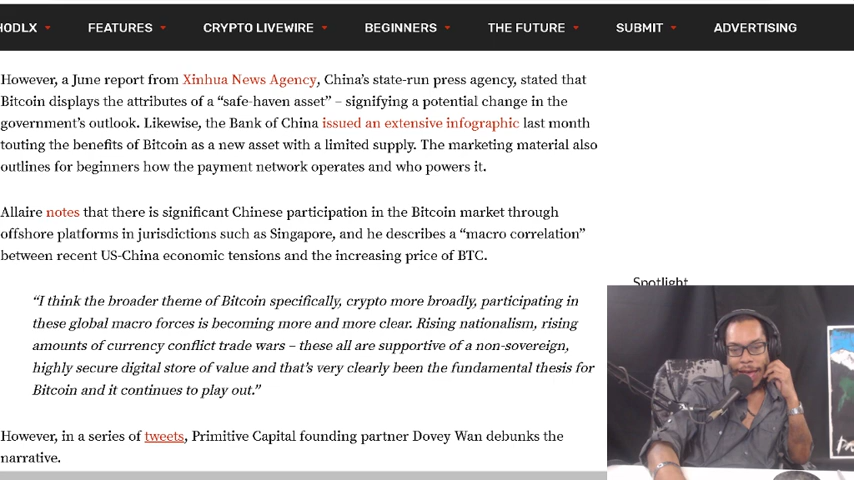 HODLX FEATURES CRYPTO LIVEWIRE BEGINNERS THE FUTURE SUBMIT ADVERTISING
However, a June report from Xinhua News Agency, China’s state-run press agency, stated that
Bitcoin displays the attributes of a “safe-haven asset” – signifying a potential change in the
government’s outlook. Likewise, the Bank of China issued an extensive infographic last month
touting the benefits of Bitcoin as a new asset with a limited supply. The marketing material also
outlines for beginners how the payment network operates and who powers it.
Allaire notes that there is significant Chinese participation in the Bitcoin market through
offshore platforms in jurisdictions such as Singapore, and he describes a “macro correlation”
between recent US-China economic tensions and the increasing price of BTC.
“I think the broader theme of Bitcoin specifically, crypto more broadly, participating in
these global macro forces is becoming more and more clear. Rising nationalism, rising
amounts of currency conflict trade wars – these all are supportive of a non-sovereign,
highly secure digital store of value and that’s very clearly been the fundamental thesis for
Bitcoin and it continues to play out.”
However, in a series of tweets, Primitive Capital founding partner Dovey Wan debunks the
narrative.
Spotlight